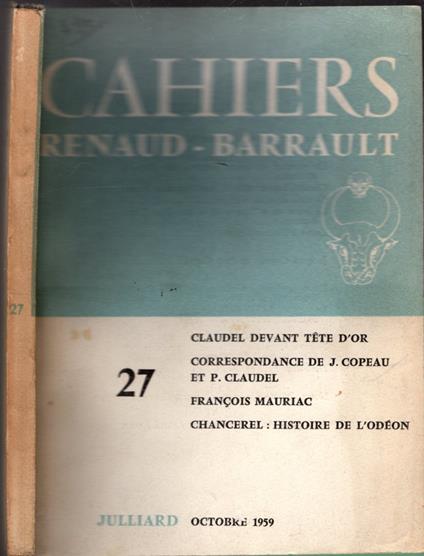 CAHIERS
RENAUD - BARRAULT
27
27
CLAUDEL DEVANT TÊTE D'OR
CORRESPONDANCE DE J. COPEAU
ET P. CLAUDEL
FRANÇOIS MAURIAC
CHANCEREL : HISTOIRE DE L'ODÉON
JULLIARD OCTOBRE 1959